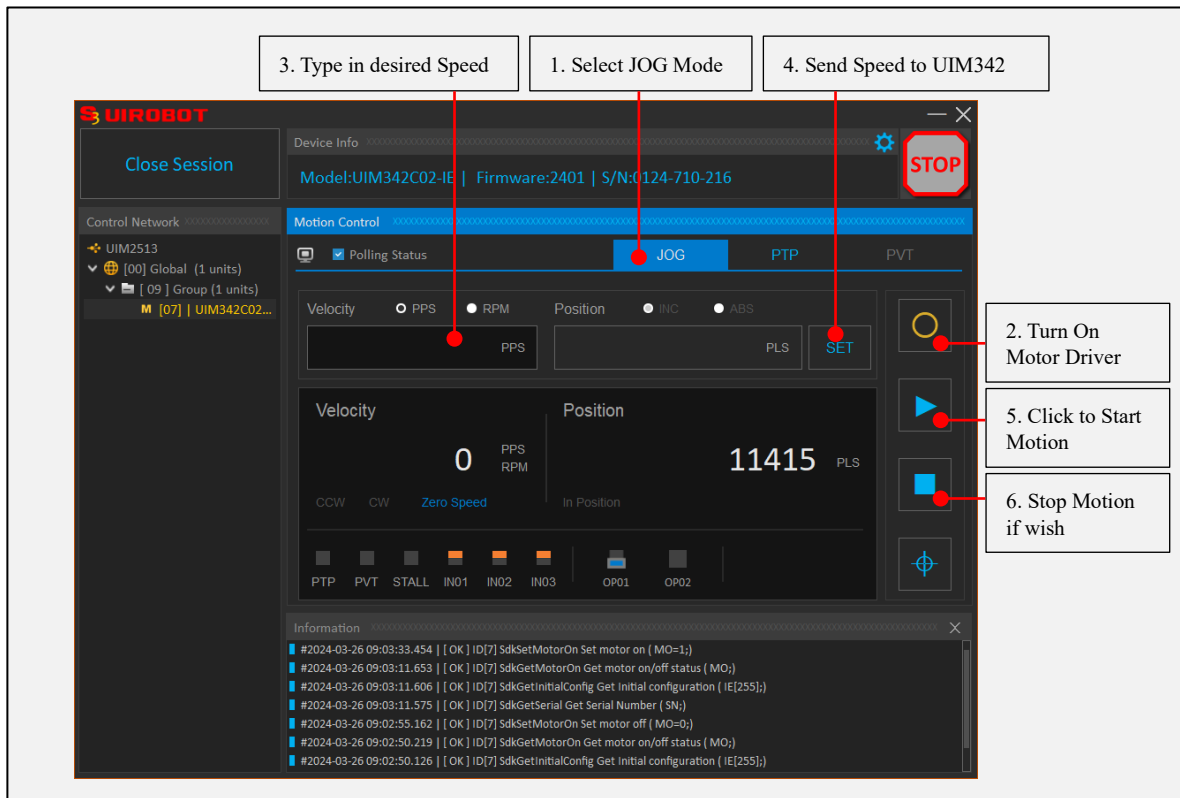 3. Type in desired Speed
1. Select JOG Mode
4. Send Speed to UIM342
S3 UIROBOT
Close Session
Device Info
STOP
Model:UIM342C02-IE | Firmware:2401 | S/N:0124-710-216
Control Network
Motion Control
UIM2513
Polling Status
JOG
PTP
PVT
[00] Global (1 units)
[ 09 ] Group (1 units)
M [07] | UIM342C02...
Velocity
PPS
RPM
Position
INC
ABS
PPS
PLS
SET
2. Turn On
Motor Driver
Velocity
Position
0
PPS
RPM
11415
PLS
CCW
CW
Zero Speed
In Position
5. Click to Start
Motion
6. Stop Motion
if wish
PTP
PVT
STALL
IN01
IN02
IN03
OP01
OP02
Information
#2024-03-26 09:03:33.454 | [ OK ] ID[7] SdkSetMotorOn Set motor on ( MO=1;)
#2024-03-26 09:03:11.653 | [ OK ] ID[7] SdkGetMotorOn Get motor on/off status ( MO;)
#2024-03-26 09:03:11.606 | [ OK ] ID[7] SdkGetInitialConfig Get Initial configuration ( IE[255];)
#2024-03-26 09:03:11.575 | [ OK ] ID[7] SdkGetSerial Get Serial Number ( SN;)
#2024-03-26 09:02:55.162 | [ OK ] ID[7] SdkSetMotorOn Set motor off ( MO=0;)
#2024-03-26 09:02:50.219 | [ OK ] ID[7] SdkGetMotorOn Get motor on/off status ( MO;)
#2024-03-26 09:02:50.126 | [ OK ] ID[7] SdkGetInitialConfig Get Initial configuration ( IE[255];)